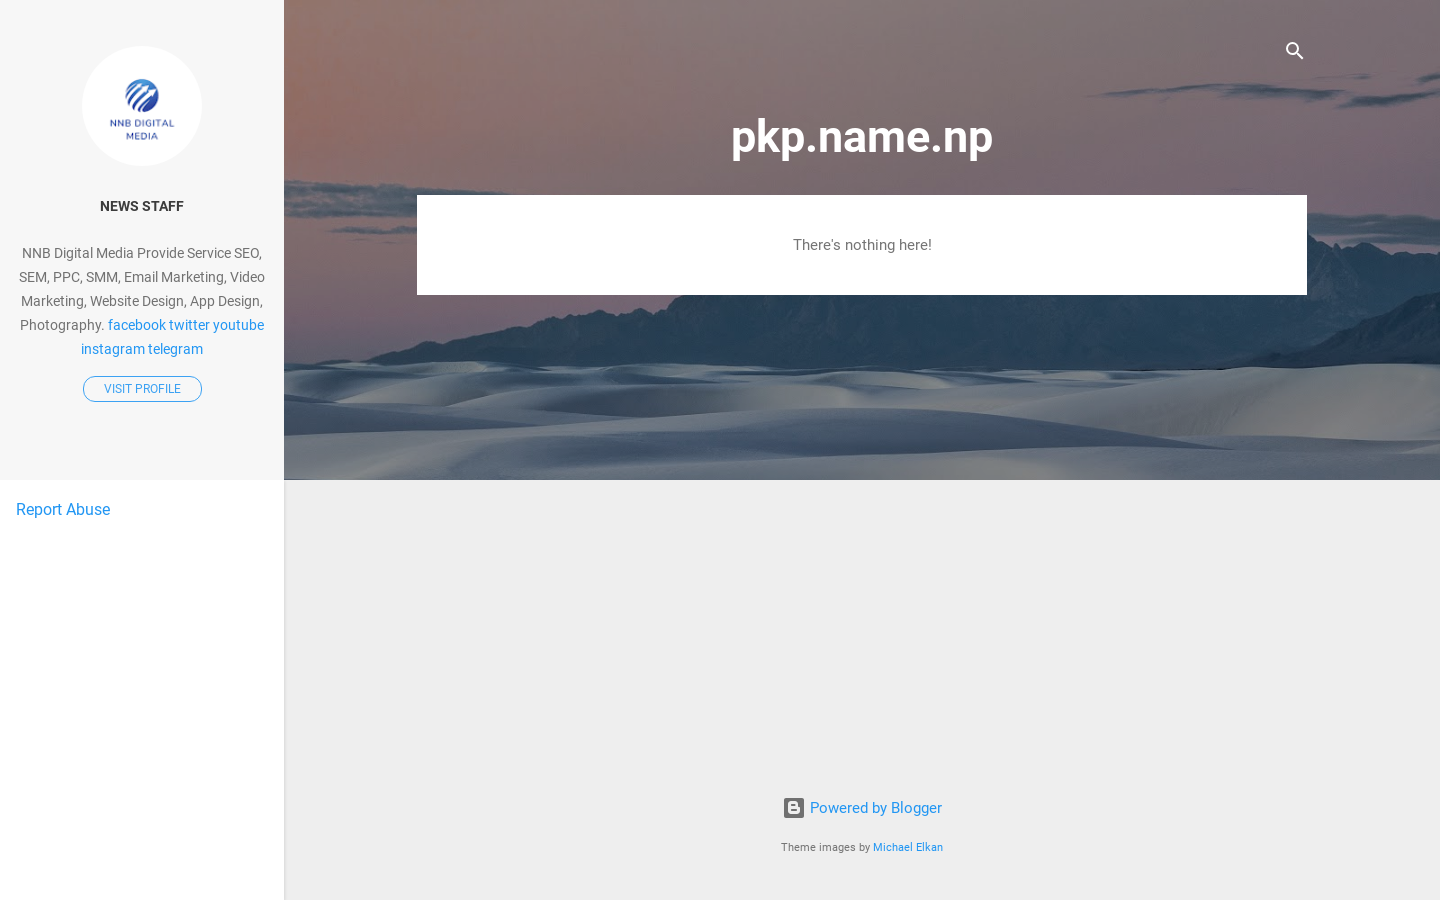 NNB DIGITAL
MEDIA
NEWS STAFF
NNB Digital Media Provide Service SEO,
SEM, PPC, SMM, Email Marketing, Video
Marketing, Website Design, App Design,
Photography. facebook twitter youtube
instagram telegram
VISIT PROFILE
Report Abuse
pkp.name.np
There's nothing here!
Powered by Blogger
Theme images by Michael Elkan